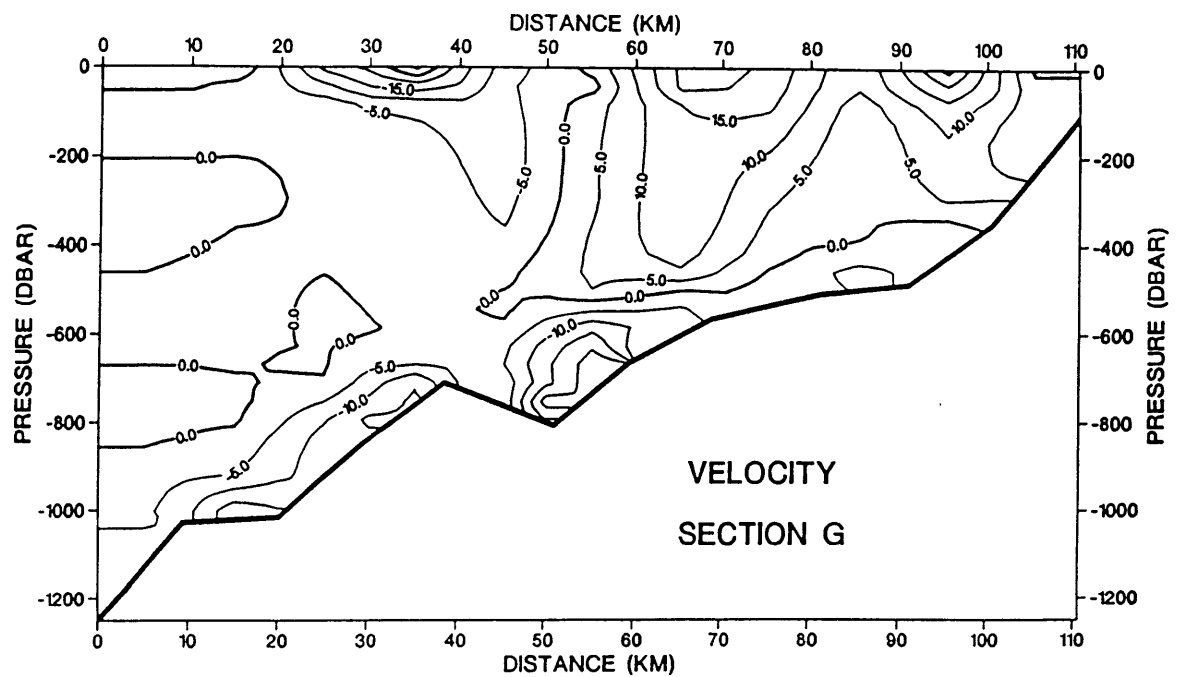 DISTANCE (KM)
0 10 20 30 40 50 60 70 80 90 100 110
0 0
-15.0
-5.0 15.0 10.0
0.0
-200 0.0 -5.0 5.0 10.0 10.0 5.0 5.0 -200
-400 0.0 0.0 -400
5.0
0.0 0.0
-600 0.0 0.0 -10.0 -600
0.0 -5.0
-10.0
-800 0.0 -800
-5.0
VELOCITY
-1000 -1000
SECTION G
-1200 -1200
PRESSURE (DBAR)
PRESSURE (DBAR)
0 10 20 30 40 50 60 70 80 90 100 110
DISTANCE (KM)